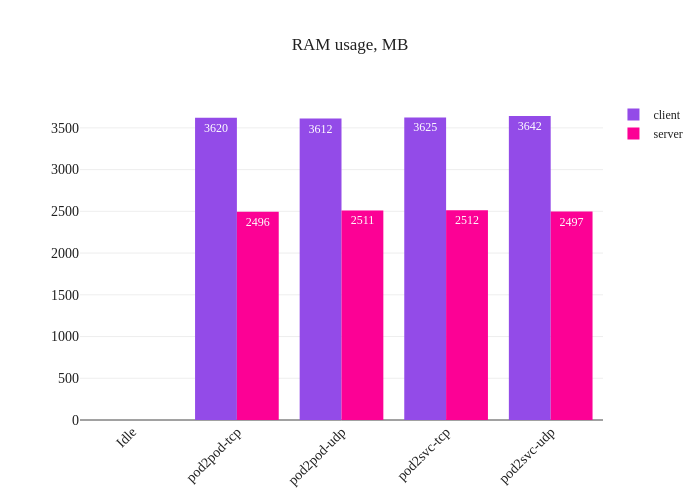 RAM usage, MB
client
server
3500
3000
2500
2000
1500
1000
500
0
3620
2496
3612
2511
3625
2512
3642
2497
Idle
pod2pod-tcp
pod2pod-udp
pod2svc-tcp
pod2svc-udp